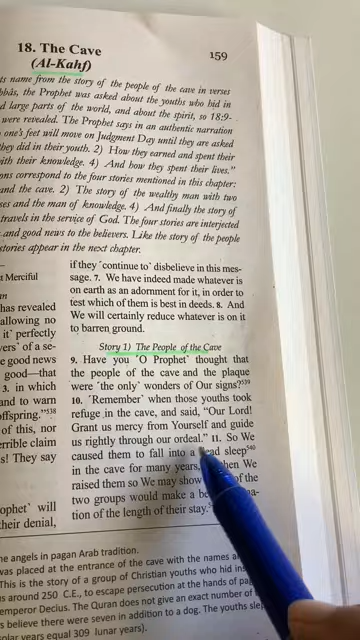 18. The Cave
159
(Al-Kahf)
ts name from the story of the people of the cave in verses
bbâs, the Prophet was asked about the youths who hid in
d large parts of the world, and about the spirit, so 18:9-
were revealed. The Prophet says in an authentic narration
one's feet will move on Judgment Day until they are asked
they did in their youth. 2) How they earned and spent their
ith their knowledge. 4) And how they spent their lives."
ons correspond to the four stories mentioned in this chapter:
and the cave. 2) The story of the wealthy man with two
ses and the man of knowledge. 4) And finally the story of
travels in the service of God. The four stories are interjected
and good news to the believers. Like the story of the people
stories appear in the next chapter.
t Merciful
has revealed
allowing no
it˺ perfectly
ers˺ of a se-
e good news
good—that
3. in which
and to warn
offspring."538
of this, nor
rrible claim
s! They say
ophet˺ will
their denial,
if they ˹continue to˺ disbelieve in this mes-
sage. 7. We have indeed made whatever is
on earth as an adornment for it, in order to
test which of them is best in deeds. 8. And
We will certainly reduce whatever is on it
to barren ground.
Story 1) The People of the Cave
9. Have you ˹O Prophet˺ thought that
the people of the cave and the plaque
were ˹the only˺ wonders of Our signs?539
10. ˹Remember˺ when those youths took
refuge in the cave, and said, "Our Lord!
Grant us mercy from Yourself and guide
us rightly through our ordeal." 11. So We
caused them to fall into a dead sleep540
in the cave for many years, then We
raised them so We may show of the
two groups would make a
tion of the length of their stay.
he angels in pagan Arab tradition.
was placed at the entrance of the cave with the names
This is the story of a group of Christian youths who hid
us around 250 C.E., to escape persecution at the hands of
emperor Decius. The Quran does not give an exact number of
s believe there were seven in addition to a dog. The youths
solar years equal 309 lunar years).